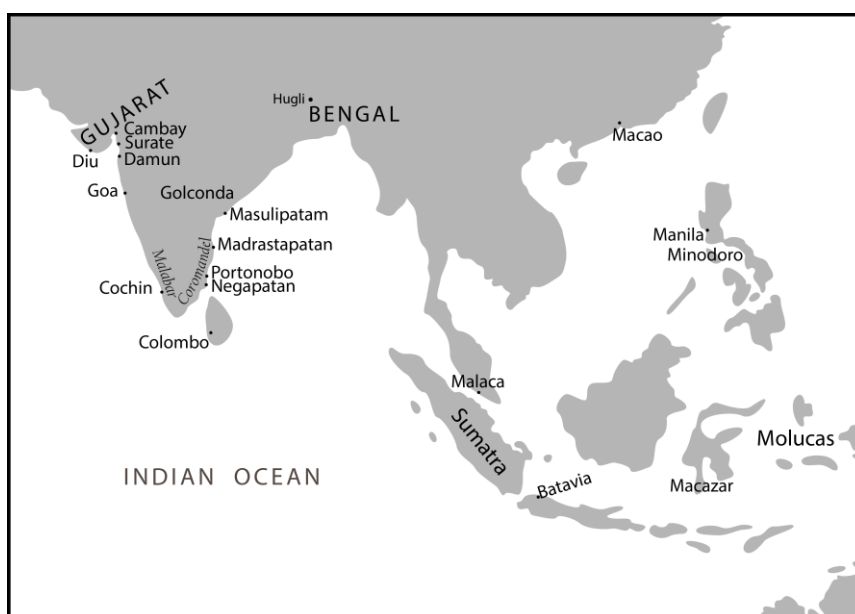 Hugli
GUJARAT
BENGAL
Cambay
Surate
Macao
Diu
Damun
Goa
Golconda
Masulipatam
Manila
Madrastapatan
Minodoro
Malabar
Coromandel
Portonobo
Cochin
Negapatan
Colombo
Malaca
Sumatra
Molucas
INDIAN OCEAN
Batavia
Macazar